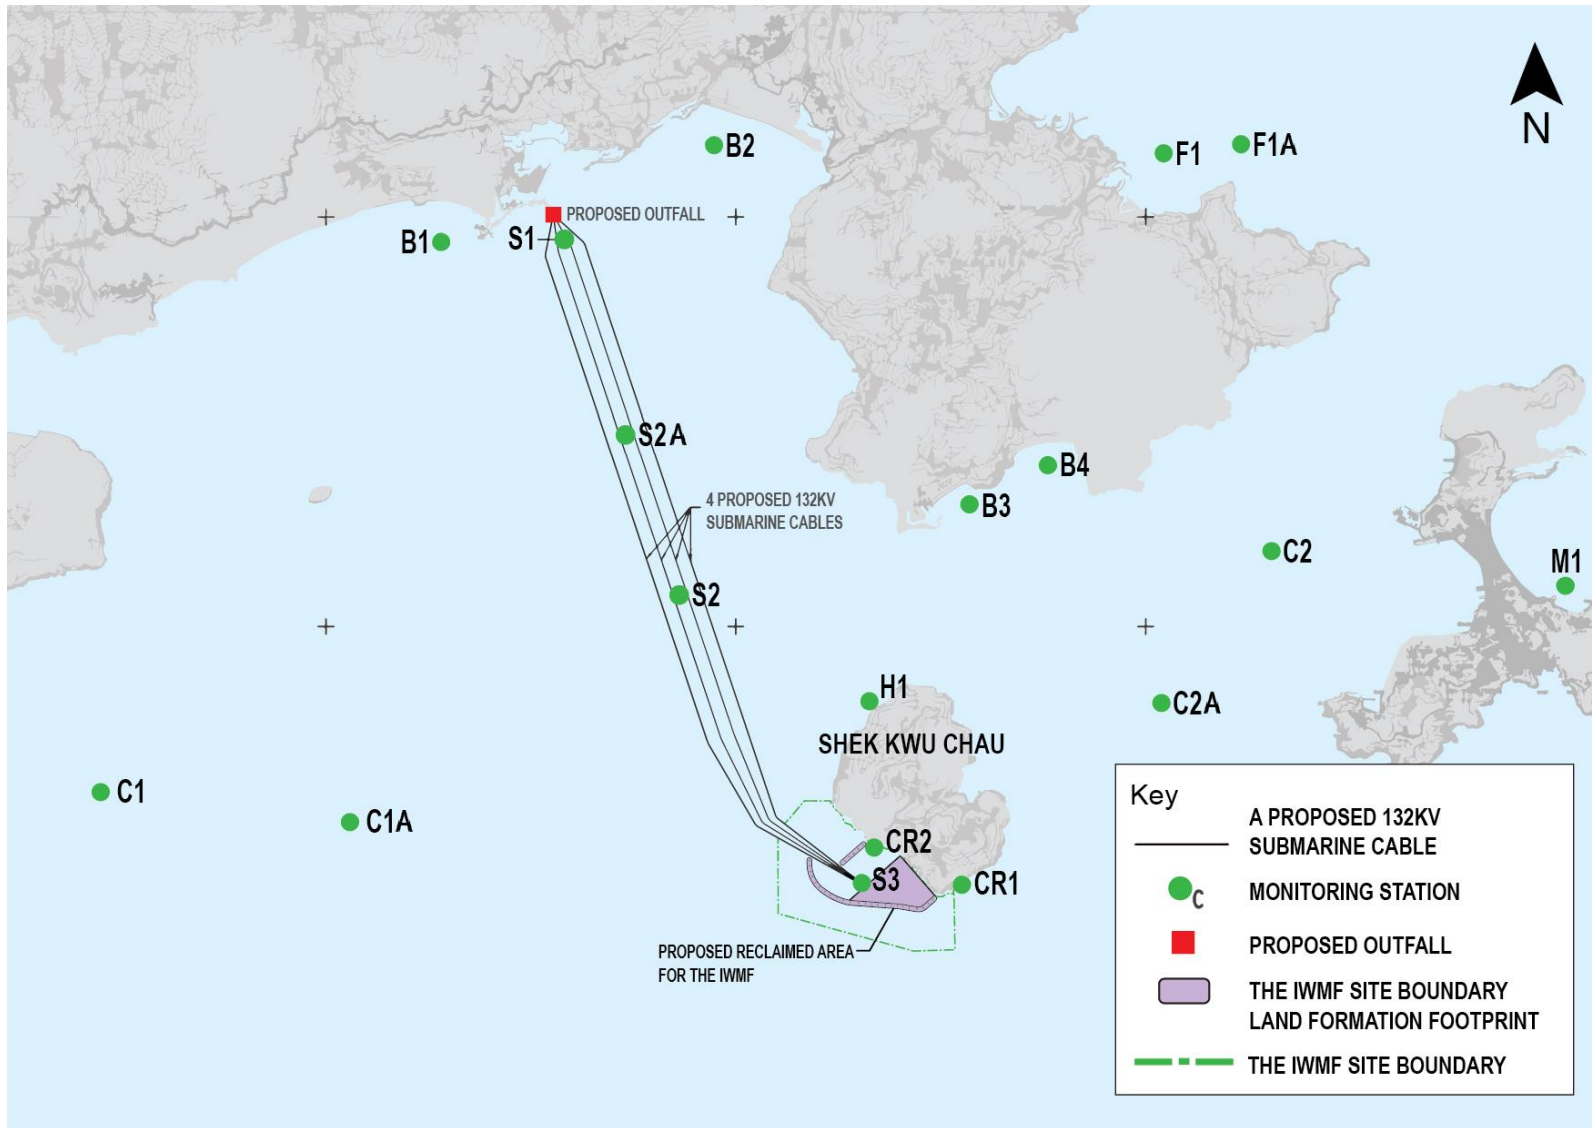 B2
F1
F1A
N
PROPOSED OUTFALL
B1
S1
S2A
B4
4 PROPOSED 132KV
SUBMARINE CABLES
B3
C2
M1
S2
H1
C2A
SHEK KWU CHAU
C1
C1A
CR2
S3
CR1
PROPOSED RECLAIMED AREA
FOR THE IWMF
Key
A PROPOSED 132KV
SUBMARINE CABLE
C
MONITORING STATION
PROPOSED OUTFALL
THE IWMF SITE BOUNDARY
LAND FORMATION FOOTPRINT
THE IWMF SITE BOUNDARY